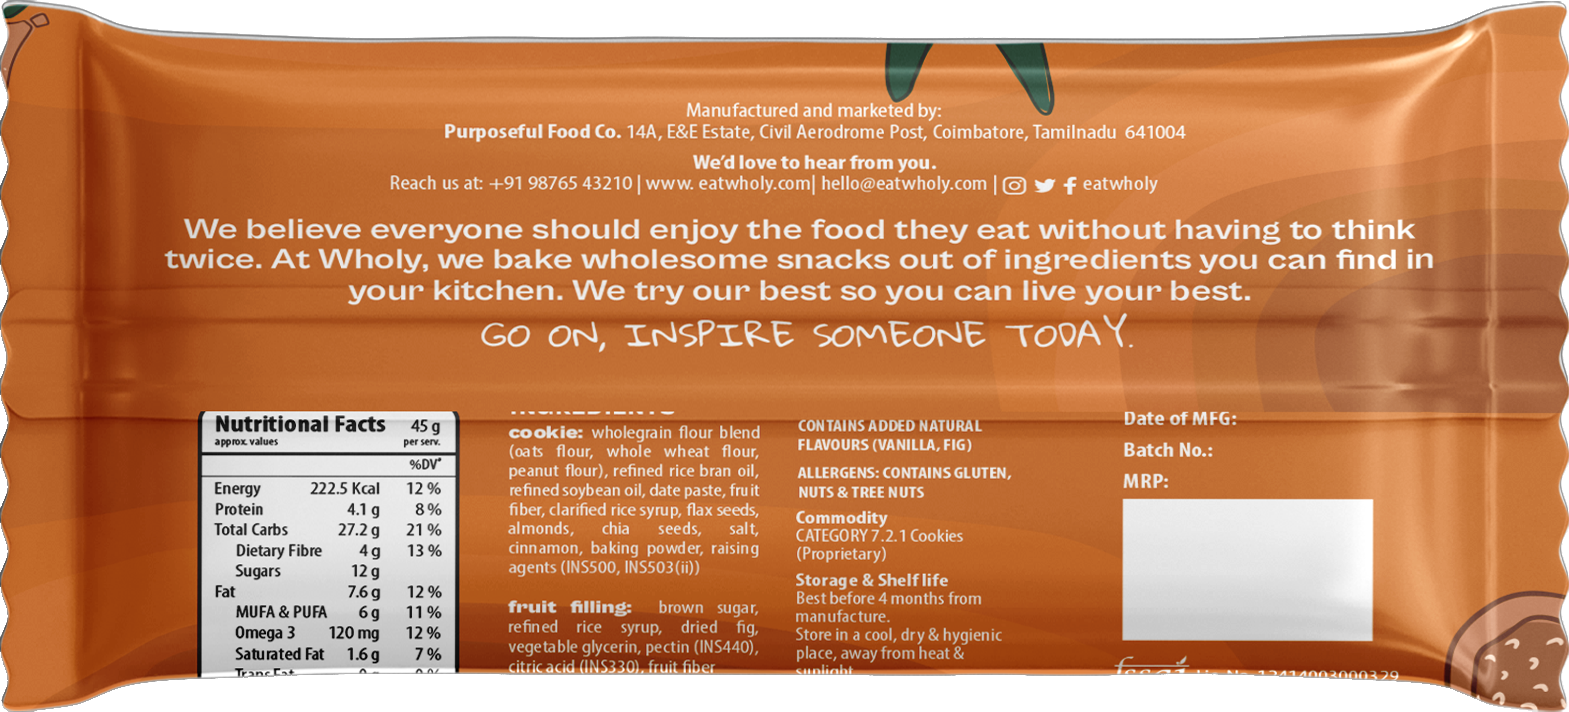 Manufactured and marketed by:
Purposeful Food Co. 14A, E&E Estate, Civil Aerodrome Post, Coimbatore, Tamilnadu 641004
We'd love to hear from you.
Reach us at: +91 98765 43210 | www. eatwholy.com| hello@eatwholy.com | eatwholy
We believe everyone should enjoy the food they eat without having to think
twice. At Wholy, we bake wholesome snacks out of ingredients you can find in
your kitchen. We try our best so you can live your best.
GO ON, INSPIRE SOMEONE TODAY.
Nutritional Facts 45 g
approx. values per serv.
%DV*
Energy 222.5 Kcal 12 %
Protein 4.1 g 8 %
Total Carbs 27.2 g 21 %
Dietary Fibre 4 g 13 %
Sugars 12 g
Fat 7.6 g 12 %
MUFA & PUFA 6 g 11 %
Omega 3 120 mg 12 %
Saturated Fat 1.6 g 7 %
Trans Fat 0 g 0 %
INGREDIENTS
cookie: wholegrain flour blend
(oats flour, whole wheat flour,
peanut flour), refined rice bran oil,
refined soybean oil, date paste, fruit
fiber, clarified rice syrup, flax seeds,
almonds, chia seeds, salt,
cinnamon, baking powder, raising
agents (INS500, INS503(ii))
fruit filling: brown sugar,
refined rice syrup, dried fig,
vegetable glycerin, pectin (INS440),
citric acid (INS330), fruit fiber
CONTAINS ADDED NATURAL
FLAVOURS (VANILLA, FIG)
ALLERGENS: CONTAINS GLUTEN,
NUTS & TREE NUTS
Commodity
CATEGORY 7.2.1 Cookies
(Proprietary)
Storage & Shelf life
Best before 4 months from
manufacture.
Store in a cool, dry & hygienic
place, away from heat &
sunlight
Date of MFG:
Batch No.:
MRP:
fssai Lic No. 12414003000329